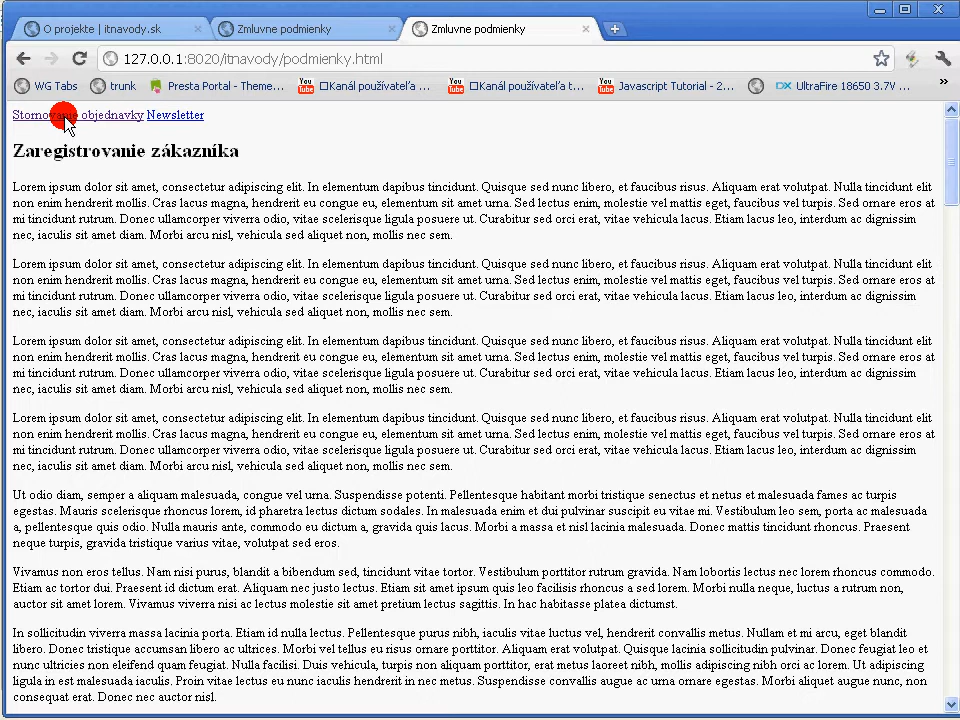 O projekte | itnavody.sk
Zmluvne podmienky
Zmluvne podmienky
127.0.0.1:8020/itnavody/podmienky.html
WG Tabs
trunk
Presta Portal - Theme...
You Tube
Kanál používateľa ...
You Tube
Kanál používateľa t...
You Tube
Javascript Tutorial - 2...
DX UltraFire 18650 3.7V ...
»
Stornovanie objednavky Newsletter
Zaregistrovanie zákazníka
Lorem ipsum dolor sit amet, consectetur adipiscing elit. In elementum dapibus tincidunt. Quisque sed nunc libero, et faucibus risus. Aliquam erat volutpat. Nulla tincidunt elit
non enim hendrerit mollis. Cras lacus magna, hendrerit eu congue eu, elementum sit amet urna. Sed lectus enim, molestie vel mattis eget, faucibus vel turpis. Sed ornare eros at
mi tincidunt rutrum. Donec ullamcorper viverra odio, vitae scelerisque ligula posuere ut. Curabitur sed orci erat, vitae vehicula lacus. Etiam lacus leo, interdum ac dignissim
nec, iaculis sit amet diam. Morbi arcu nisl, vehicula sed aliquet non, mollis nec sem.
Lorem ipsum dolor sit amet, consectetur adipiscing elit. In elementum dapibus tincidunt. Quisque sed nunc libero, et faucibus risus. Aliquam erat volutpat. Nulla tincidunt elit
non enim hendrerit mollis. Cras lacus magna, hendrerit eu congue eu, elementum sit amet urna. Sed lectus enim, molestie vel mattis eget, faucibus vel turpis. Sed ornare eros at
mi tincidunt rutrum. Donec ullamcorper viverra odio, vitae scelerisque ligula posuere ut. Curabitur sed orci erat, vitae vehicula lacus. Etiam lacus leo, interdum ac dignissim
nec, iaculis sit amet diam. Morbi arcu nisl, vehicula sed aliquet non, mollis nec sem.
Lorem ipsum dolor sit amet, consectetur adipiscing elit. In elementum dapibus tincidunt. Quisque sed nunc libero, et faucibus risus. Aliquam erat volutpat. Nulla tincidunt elit
non enim hendrerit mollis. Cras lacus magna, hendrerit eu congue eu, elementum sit amet urna. Sed lectus enim, molestie vel mattis eget, faucibus vel turpis. Sed ornare eros at
mi tincidunt rutrum. Donec ullamcorper viverra odio, vitae scelerisque ligula posuere ut. Curabitur sed orci erat, vitae vehicula lacus. Etiam lacus leo, interdum ac dignissim
nec, iaculis sit amet diam. Morbi arcu nisl, vehicula sed aliquet non, mollis nec sem.
Lorem ipsum dolor sit amet, consectetur adipiscing elit. In elementum dapibus tincidunt. Quisque sed nunc libero, et faucibus risus. Aliquam erat volutpat. Nulla tincidunt elit
non enim hendrerit mollis. Cras lacus magna, hendrerit eu congue eu, elementum sit amet urna. Sed lectus enim, molestie vel mattis eget, faucibus vel turpis. Sed ornare eros at
mi tincidunt rutrum. Donec ullamcorper viverra odio, vitae scelerisque ligula posuere ut. Curabitur sed orci erat, vitae vehicula lacus. Etiam lacus leo, interdum ac dignissim
nec, iaculis sit amet diam. Morbi arcu nisl, vehicula sed aliquet non, mollis nec sem.
Ut odio diam, semper a aliquam malesuada, congue vel urna. Suspendisse potenti. Pellentesque habitant morbi tristique senectus et netus et malesuada fames ac turpis
egestas. Mauris scelerisque rhoncus lorem, id pharetra lectus dictum sodales. In malesuada enim et dui pulvinar suscipit eu vitae mi. Vestibulum leo sem, porta ac malesuada
a, pellentesque quis odio. Nulla mauris ante, commodo eu dictum a, gravida quis lacus. Morbi a massa et nisl lacinia malesuada. Donec mattis tincidunt rhoncus. Praesent
neque turpis, gravida tristique varius vitae, volutpat sed eros.
Vivamus non eros tellus. Nam nisi purus, blandit a bibendum sed, tincidunt vitae tortor. Vestibulum porttitor rutrum gravida. Nam lobortis lectus nec lorem rhoncus commodo.
Etiam ac tortor dui. Praesent id dictum erat. Aliquam nec justo lectus. Etiam sit amet ipsum quis leo facilisis rhoncus a sed lorem. Morbi nulla neque, luctus a rutrum non,
auctor sit amet lorem. Vivamus viverra nisi ac lectus molestie sit amet pretium lectus sagittis. In hac habitasse platea dictumst.
In sollicitudin viverra massa lacinia porta. Etiam id nulla lectus. Pellentesque purus nibh, iaculis vitae luctus vel, hendrerit convallis metus. Nullam et mi arcu, eget blandit
libero. Donec tristique accumsan libero ac ultrices. Morbi vel tellus eu risus ornare porttitor. Aliquam erat volutpat. Quisque lacinia sollicitudin pulvinar. Donec feugiat leo et
nunc ultricies non eleifend quam feugiat. Nulla facilisi. Duis vehicula, turpis non aliquam porttitor, erat metus laoreet nibh, mollis adipiscing nibh orci ac lorem. Ut adipiscing
ligula in est malesuada iaculis. Proin vitae lectus eu nunc iaculis hendrerit in nec metus. Suspendisse convallis augue ac urna ornare egestas. Morbi aliquet augue nunc, non
consequat erat. Donec nec auctor nisl.